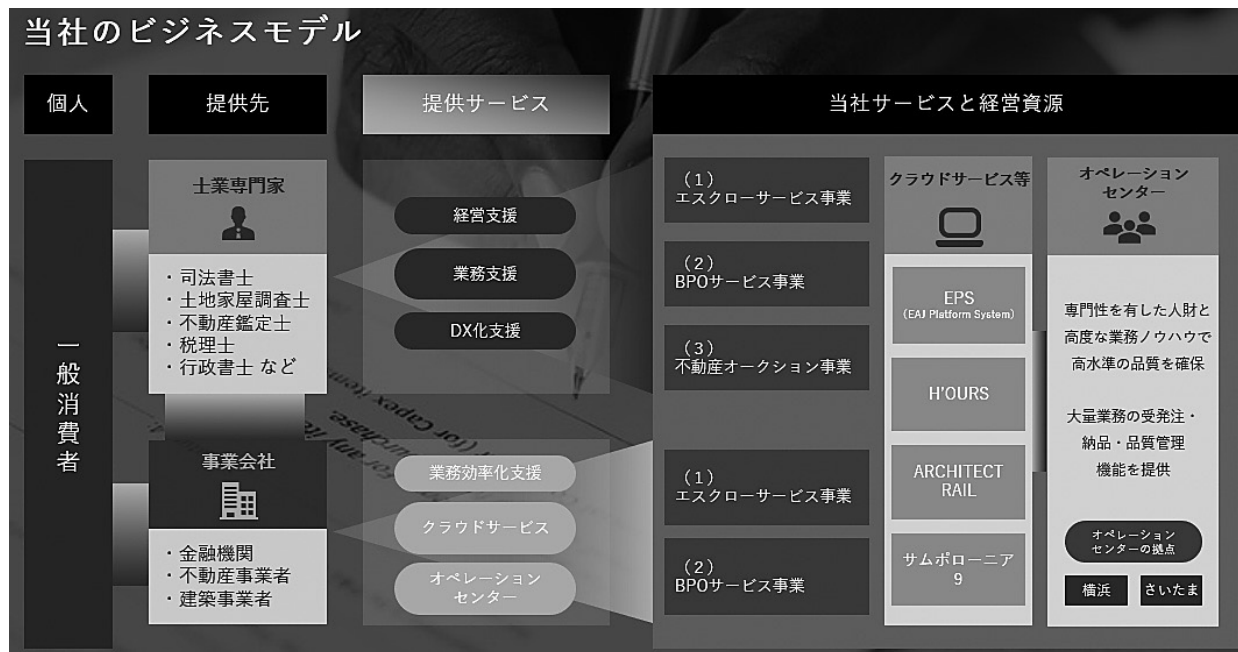 当社のビジネスモデル
個人
提供先
提供サービス
当社サービスと経営資源
一般消費者
士業専門家
・司法書士
・土地家屋調査士
・不動産鑑定士
・税理士
・行政書士 など
事業会社
・金融機関
・不動産事業者
・建築事業者
経営支援
業務支援
DX化支援
業務効率化支援
クラウドサービス
オペレーション
センター
（1）
エスクローサービス事業
（2）
BPOサービス事業
（3）
不動産オークション事業
（1）
エスクローサービス事業
（2）
BPOサービス事業
クラウドサービス等
EPS
(EAJ Platform System)
H'OURS
ARCHITECT
RAIL
サムポローニア
9
オペレーション
センター
専門性を有した人財と
高度な業務ノウハウで
高水準の品質を確保
大量業務の受発注・
納品・品質管理
機能を提供
オペレーション
センターの拠点
横浜
さいたま
(for Capex item
For any ite
purchase.